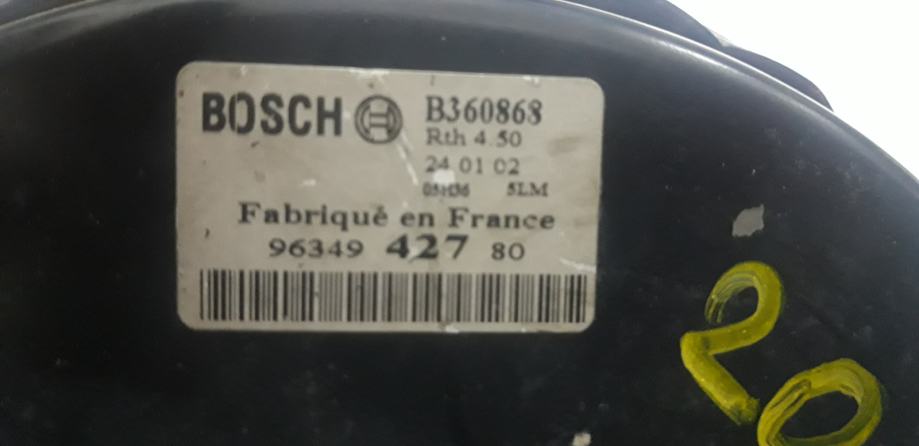 BOSCH B360868
Rth 4.50
24 01 02
5LM
Fabriqué en France
96349 427 80
20